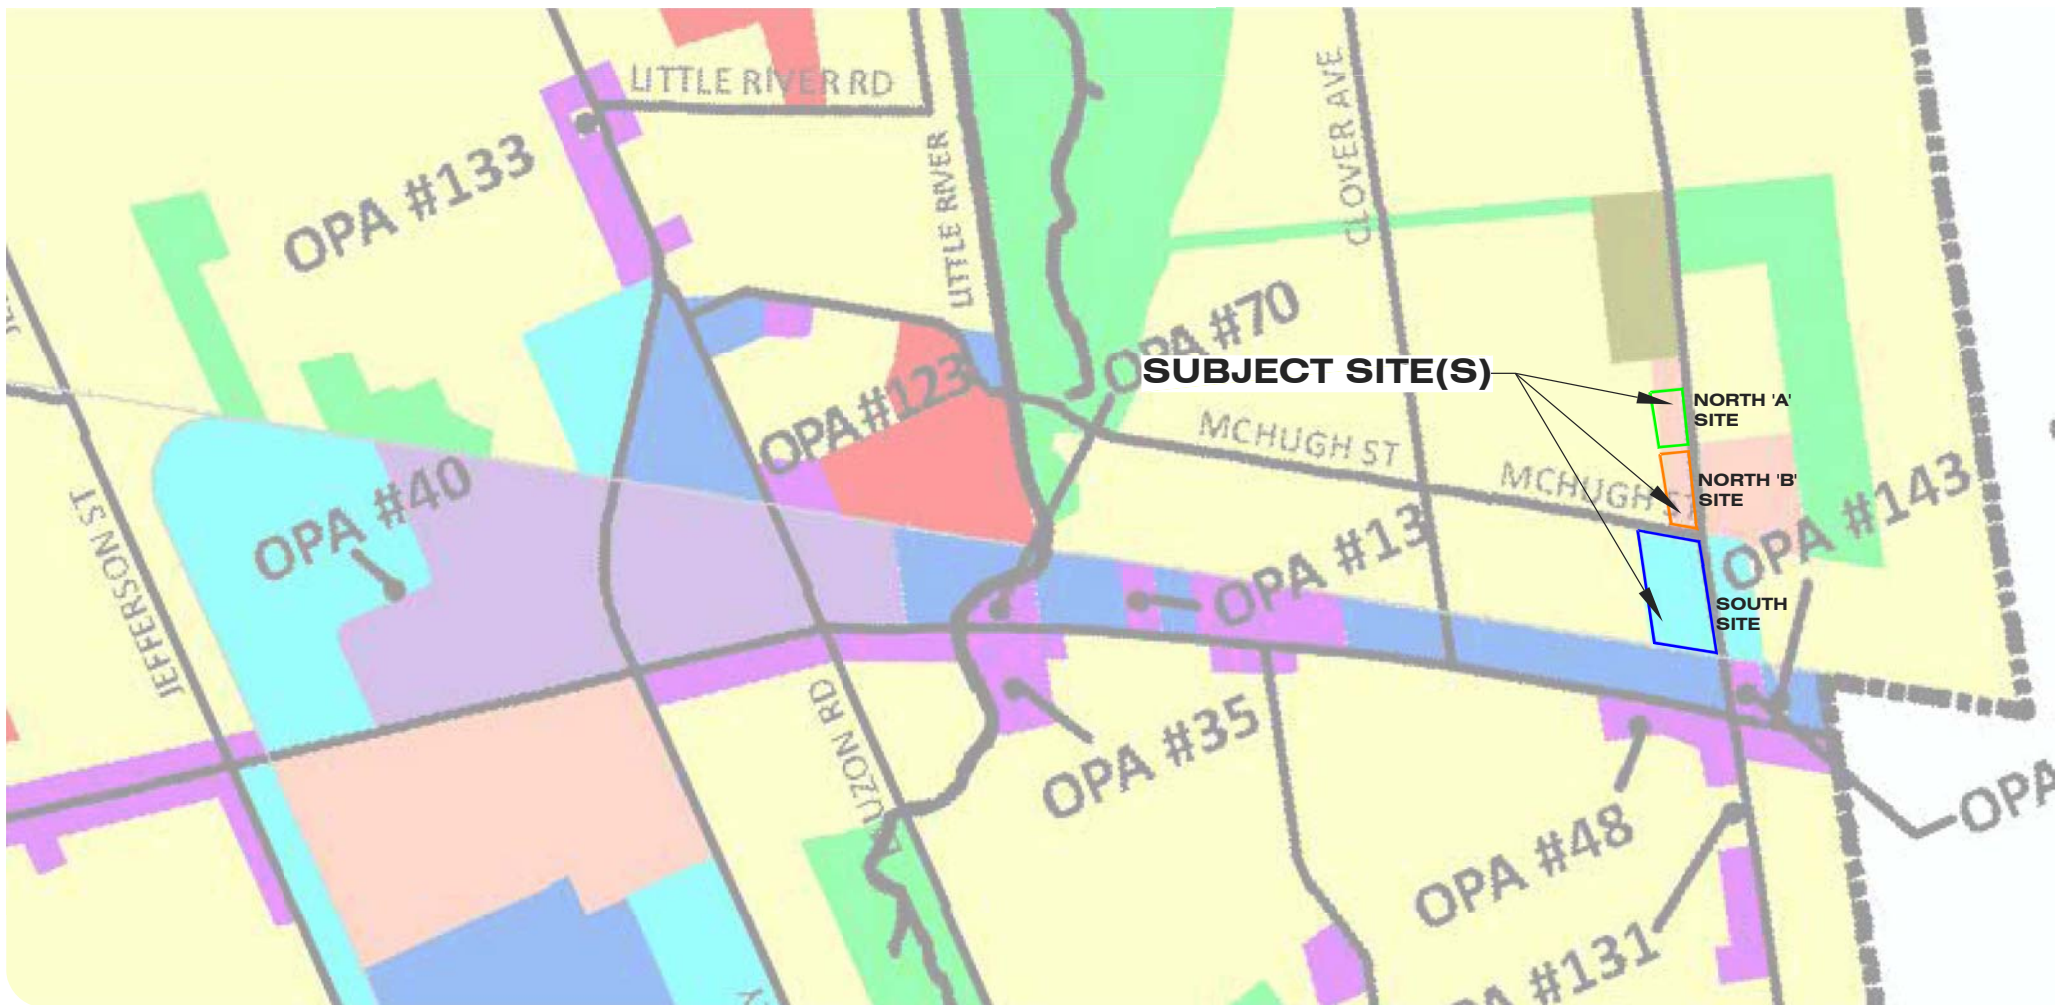 LITTLE RIVER RD
OPA #133
LITTLE RIVER
CLOVER AVE
OPA #70
SUBJECT SITE(S)
NORTH 'A'
SITE
OPA #123
MCHUGH ST
MCHUGH ST
NORTH 'B'
SITE
OPA #143
OPA #40
JEFFERSON ST
OPA #13
SOUTH
SITE
OPA #35
OPA
OPA #48
OPA #131